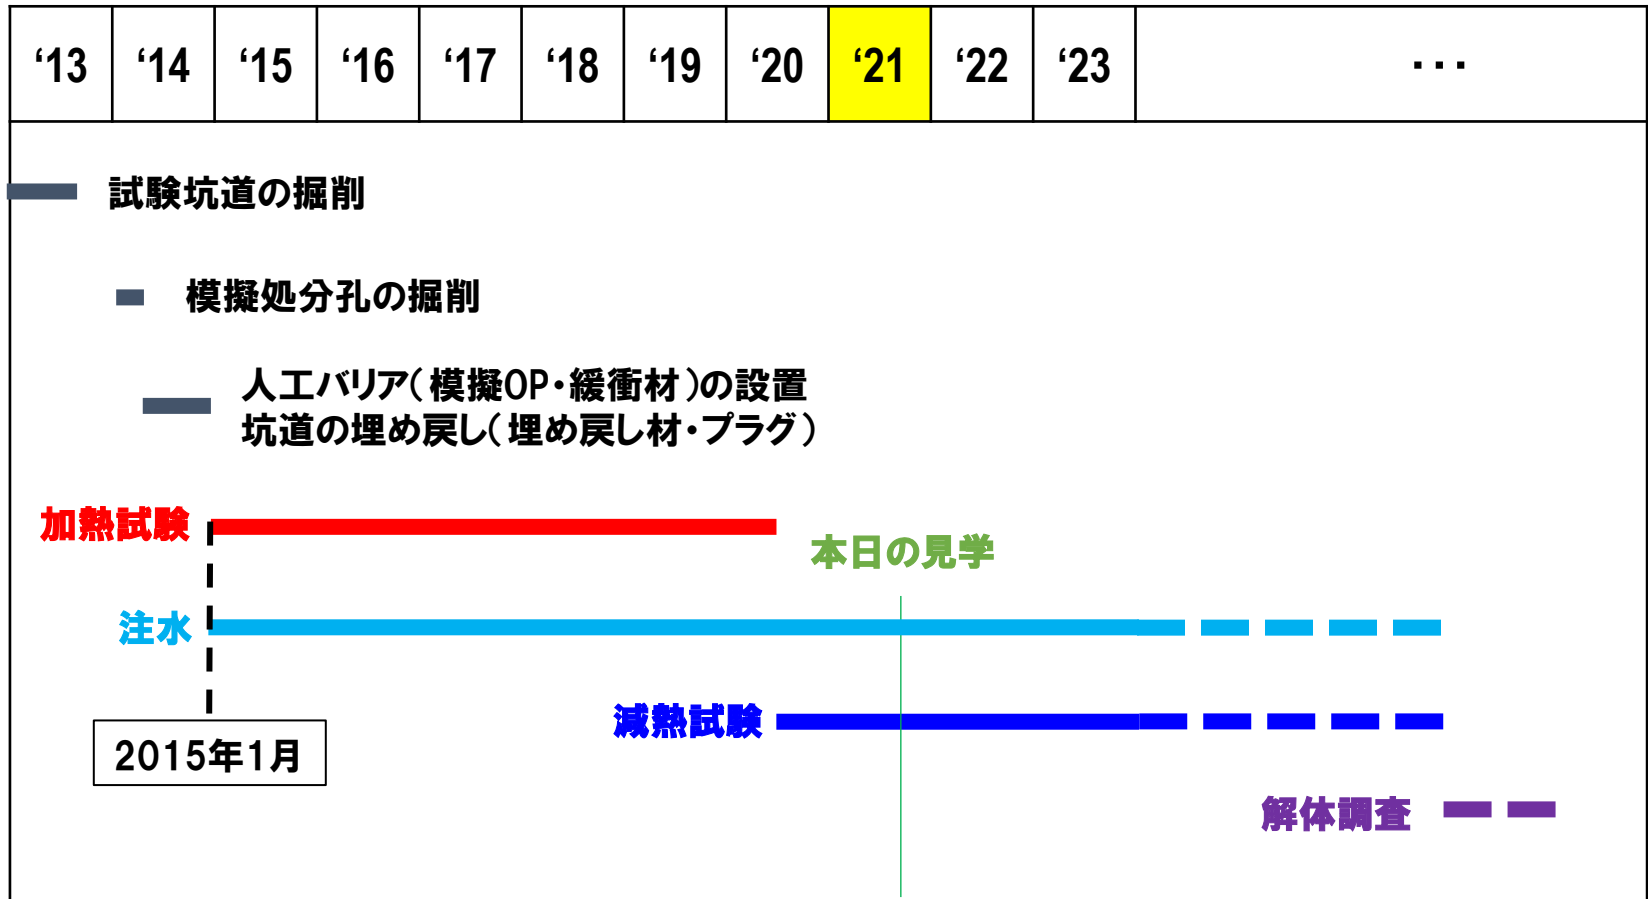 ‘13 ‘14 ‘15 ‘16 ‘17 ‘18 ‘19 ‘20 ‘21 ‘22 ‘23 ･･･
試験坑道の掘削
模擬処分孔の掘削
人工バリア（模擬OP・緩衝材）の設置
坑道の埋め戻し（埋め戻し材・プラグ）
加熱試験
本日の見学
注水
減熱試験
2015年1月
解体調査